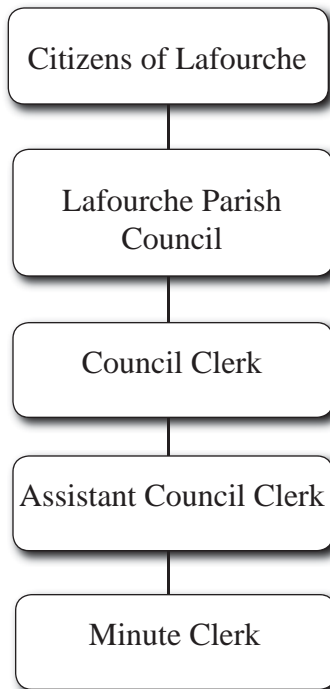 Citizens of Lafourche
Lafourche Parish
Council
Council Clerk
Assistant Council Clerk
Minute Clerk